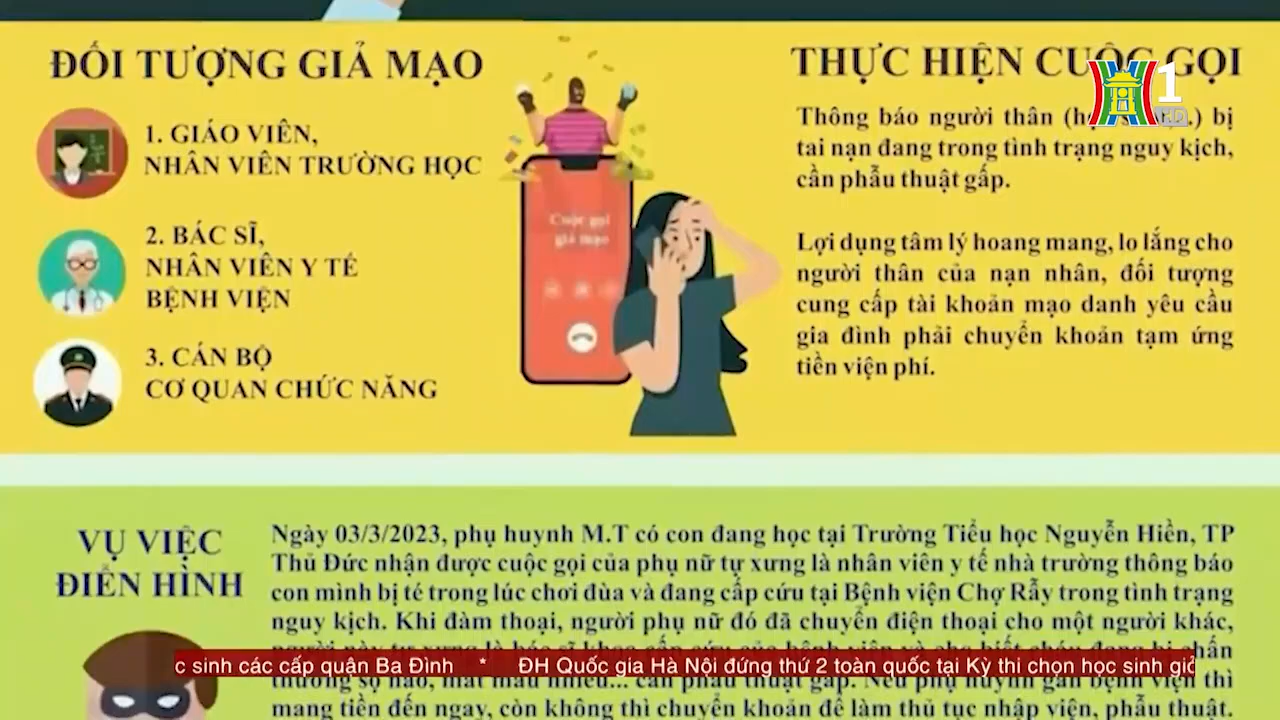 ĐỐI TƯỢNG GIẢ MẠO
1. GIÁO VIÊN,
NHÂN VIÊN TRƯỜNG HỌC
2. BÁC SĨ,
NHÂN VIÊN Y TẾ
BỆNH VIỆN
3. CÁN BỘ
CƠ QUAN CHỨC NĂNG
Cuộc gọi
giả mạo
THỰC HIỆN CUỘC GỌI
1
HD
Thông báo người thân bị
tai nạn đang trong tình trạng nguy kịch,
cần phẫu thuật gấp.
Lợi dụng tâm lý hoang mang, lo lắng cho
người thân của nạn nhân, đối tượng
cung cấp tài khoản mạo danh yêu cầu
gia đình phải chuyển khoản tạm ứng
tiền viện phí.
VỤ VIỆC
ĐIỂN HÌNH
Ngày 03/3/2023, phụ huynh M.T có con đang học tại Trường Tiểu học Nguyễn Hiền, TP
Thủ Đức nhận được cuộc gọi của phụ nữ tự xưng là nhân viên y tế nhà trường thông báo
con mình bị té trong lúc chơi đùa và đang cấp cứu tại Bệnh viện Chợ Rẫy trong tình trạng
nguy kịch. Khi đàm thoại, người phụ nữ đó đã chuyển điện thoại cho một người khác,
chấn
c sinh các cấp quận Ba Đình * ĐH Quốc gia Hà Nội đứng thứ 2 toàn quốc tại Kỳ thi chọn học sinh giỏ
thương sọ não, mất máu nhiều... cần phẫu thuật gấp. Nếu phụ huynh gần bệnh viện thì
mang tiền đến ngay, còn không thì chuyển khoản để làm thủ tục nhập viện, phẫu thuật.